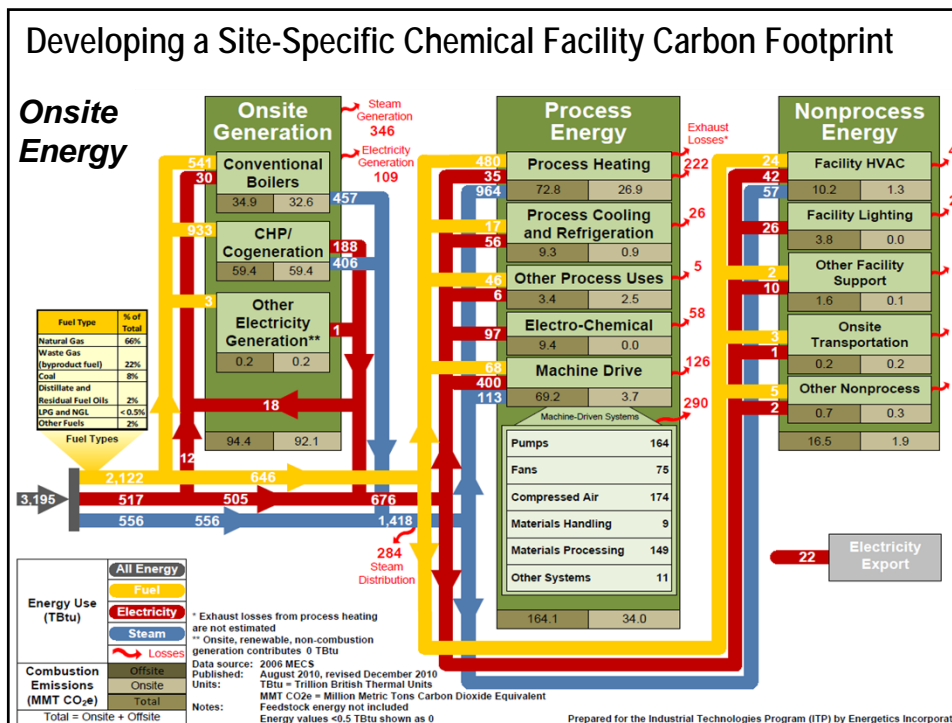 Developing a Site-Specific Chemical Facility Carbon Footprint
Onsite
Energy
Onsite
Generation
Steam
Generation
346
Electricity
Generation
109
541
30
Conventional
Boilers
34.9 32.6
457
933
CHP/
Cogeneration
59.4 59.4
188
406
3
Other
Electricity
Generation**
0.2 0.2
1
18
94.4 92.1
12
Fuel Type % of Total
Natural Gas 66%
Waste Gas
(byproduct fuel) 22%
Coal 8%
Distillate and
Residual Fuel Oils 2%
LPG and NGL < 0.5%
Other Fuels 2%
Fuel Types
3,195
2,122 646
517 505 676
556 556 1,418
284
Steam
Distribution
Process
Energy
Exhaust
Losses*
222
480
35
964
Process Heating
72.8 26.9
17
56
Process Cooling
and Refrigeration
9.3 0.9
26
46
6
Other Process Uses
3.4 2.5
5
97
Electro-Chemical
9.4 0.0
58
68
400
113
Machine Drive
69.2 3.7
126
Machine-Driven Systems
290
Pumps 164
Fans 75
Compressed Air 174
Materials Handling 9
Materials Processing 149
Other Systems 11
164.1 34.0
Nonprocess
Energy
24
42
57
Facility HVAC
10.2 1.3
26
Facility Lighting
3.8 0.0
2
10
Other Facility
Support
1.6 0.1
3
1
Onsite
Transportation
0.2 0.2
5
2
Other Nonprocess
0.7 0.3
16.5 1.9
22
Electricity
Export
Energy Use
(TBtu)
All Energy
Fuel
Electricity
Steam
Losses
Combustion
Emissions
(MMT CO₂e)
Offsite
Onsite
Total
Total = Onsite + Offsite
* Exhaust losses from process heating
are not estimated
** Onsite, renewable, non-combustion
generation contributes 0 TBtu
Data source: 2006 MECS
Published: August 2010, revised December 2010
Units: TBtu = Trillion British Thermal Units
MMT CO2e = Million Metric Tons Carbon Dioxide Equivalent
Notes: Feedstock energy not included
Energy values <0.5 TBtu shown as 0
Prepared for the Industrial Technologies Program (ITP) by Energetics Incorporat